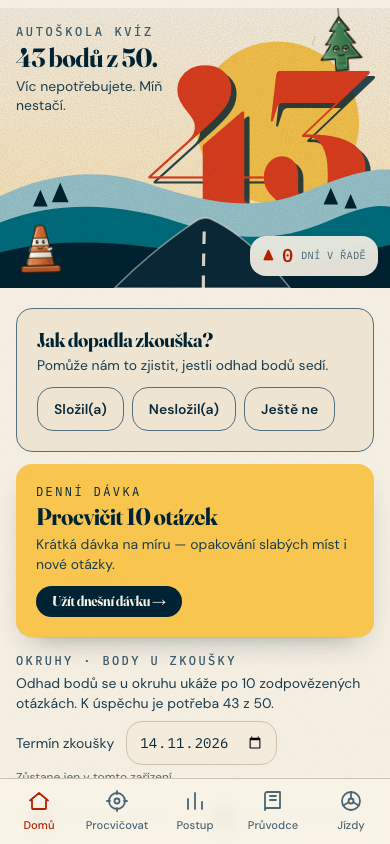 AUTOŠKOLA KVÍZ
43 bodů z 50.
Víc nepotřebujete. Míň
nestačí.
43
▲ 0 DNÍ V ŘADĚ
Jak dopadla zkouška?
Pomůže nám to zjistit, jestli odhad bodů sedí.
Složil(a)
Nesložil(a)
Ještě ne
DENNÍ DÁVKA
Procvičit 10 otázek
Krátká dávka na míru — opakování slabých míst i
nové otázky.
Užít dnešní dávku →
OKRUHY · BODY U ZKOUŠKY
Odhad bodů se u okruhu ukáže po 10 zodpovězených
otázkách. K úspěchu je potřeba 43 z 50.
Termín zkoušky 14.11.2026
Zůstane jen v tomto zařízení
Domů
Procvičovat
Postup
Průvodce
Jízdy